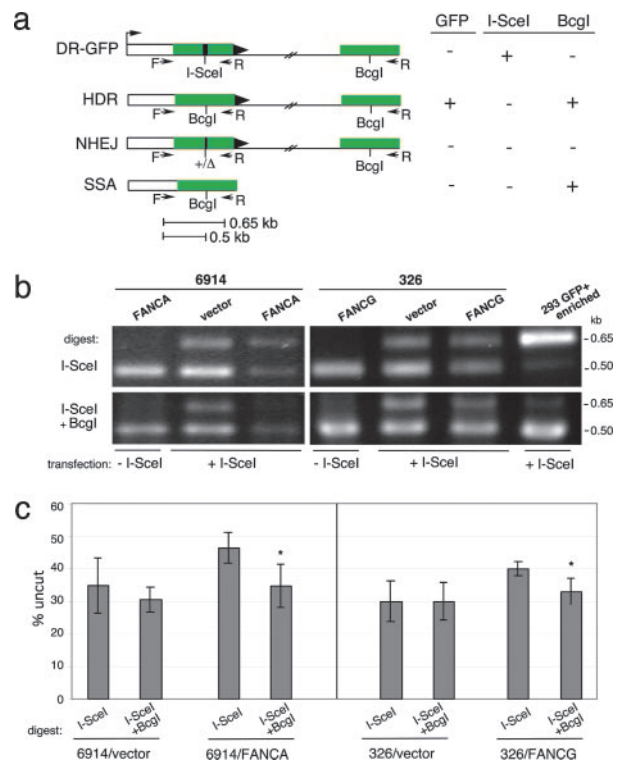 a
GFP I-SceI BcgI
DR-GFP - + -
F R R
I-SceI BcgI
HDR + - +
F R R
BcgI BcgI
NHEJ - - -
F R R
+/Δ BcgI
SSA - - +
F R
BcgI
0.65 kb
0.5 kb
b
6914 326
FANCA vector FANCA FANCG vector FANCG 293 GFP+ enriched
kb
digest:
I-SceI
- 0.65
- 0.50
I-SceI
+ BcgI
- 0.65
- 0.50
transfection: - I-SceI + I-SceI - I-SceI + I-SceI + I-SceI
c
% uncut
60
50
40
30
20
10
0
* *
digest: I-SceI I-SceI +BcgI I-SceI I-SceI +BcgI I-SceI I-SceI +BcgI I-SceI I-SceI +BcgI
6914/vector 6914/FANCA 326/vector 326/FANCG